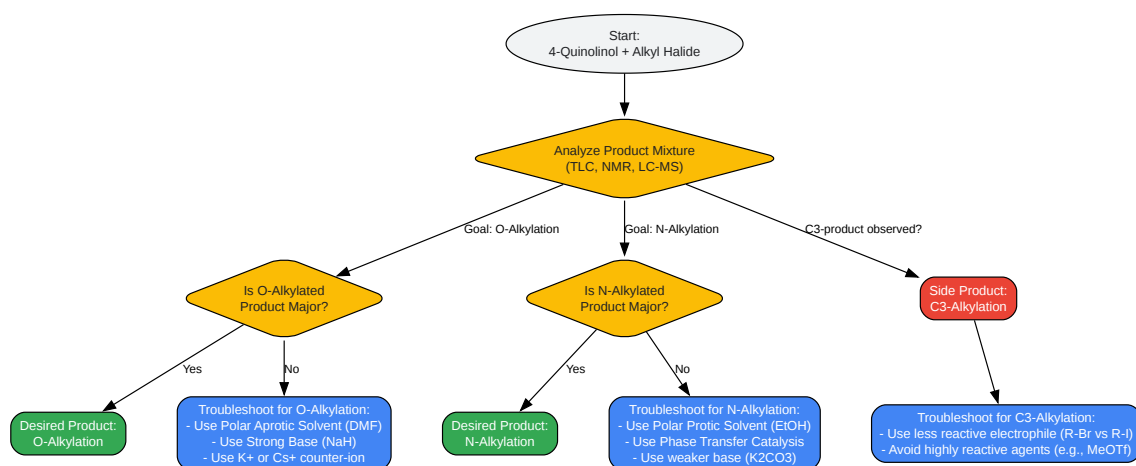 Start:
4-Quinolinol + Alkyl Halide
Analyze Product Mixture
(TLC, NMR, LC-MS)
Goal: O-Alkylation
Goal: N-Alkylation
C3-product observed?
Is O-Alkylated
Product Major?
Is N-Alkylated
Product Major?
Side Product:
C3-Alkylation
Yes
No
Yes
No
Desired Product:
O-Alkylation
Troubleshoot for O-Alkylation:
- Use Polar Aprotic Solvent (DMF)
- Use Strong Base (NaH)
- Use K+ or Cs+ counter-ion
Desired Product:
N-Alkylation
Troubleshoot for N-Alkylation:
- Use Polar Protic Solvent (EtOH)
- Use Phase Transfer Catalysis
- Use weaker base (K2CO3)
Troubleshoot for C3-Alkylation:
- Use less reactive electrophile (R-Br vs R-I)
- Avoid highly reactive agents (e.g., MeOTf)